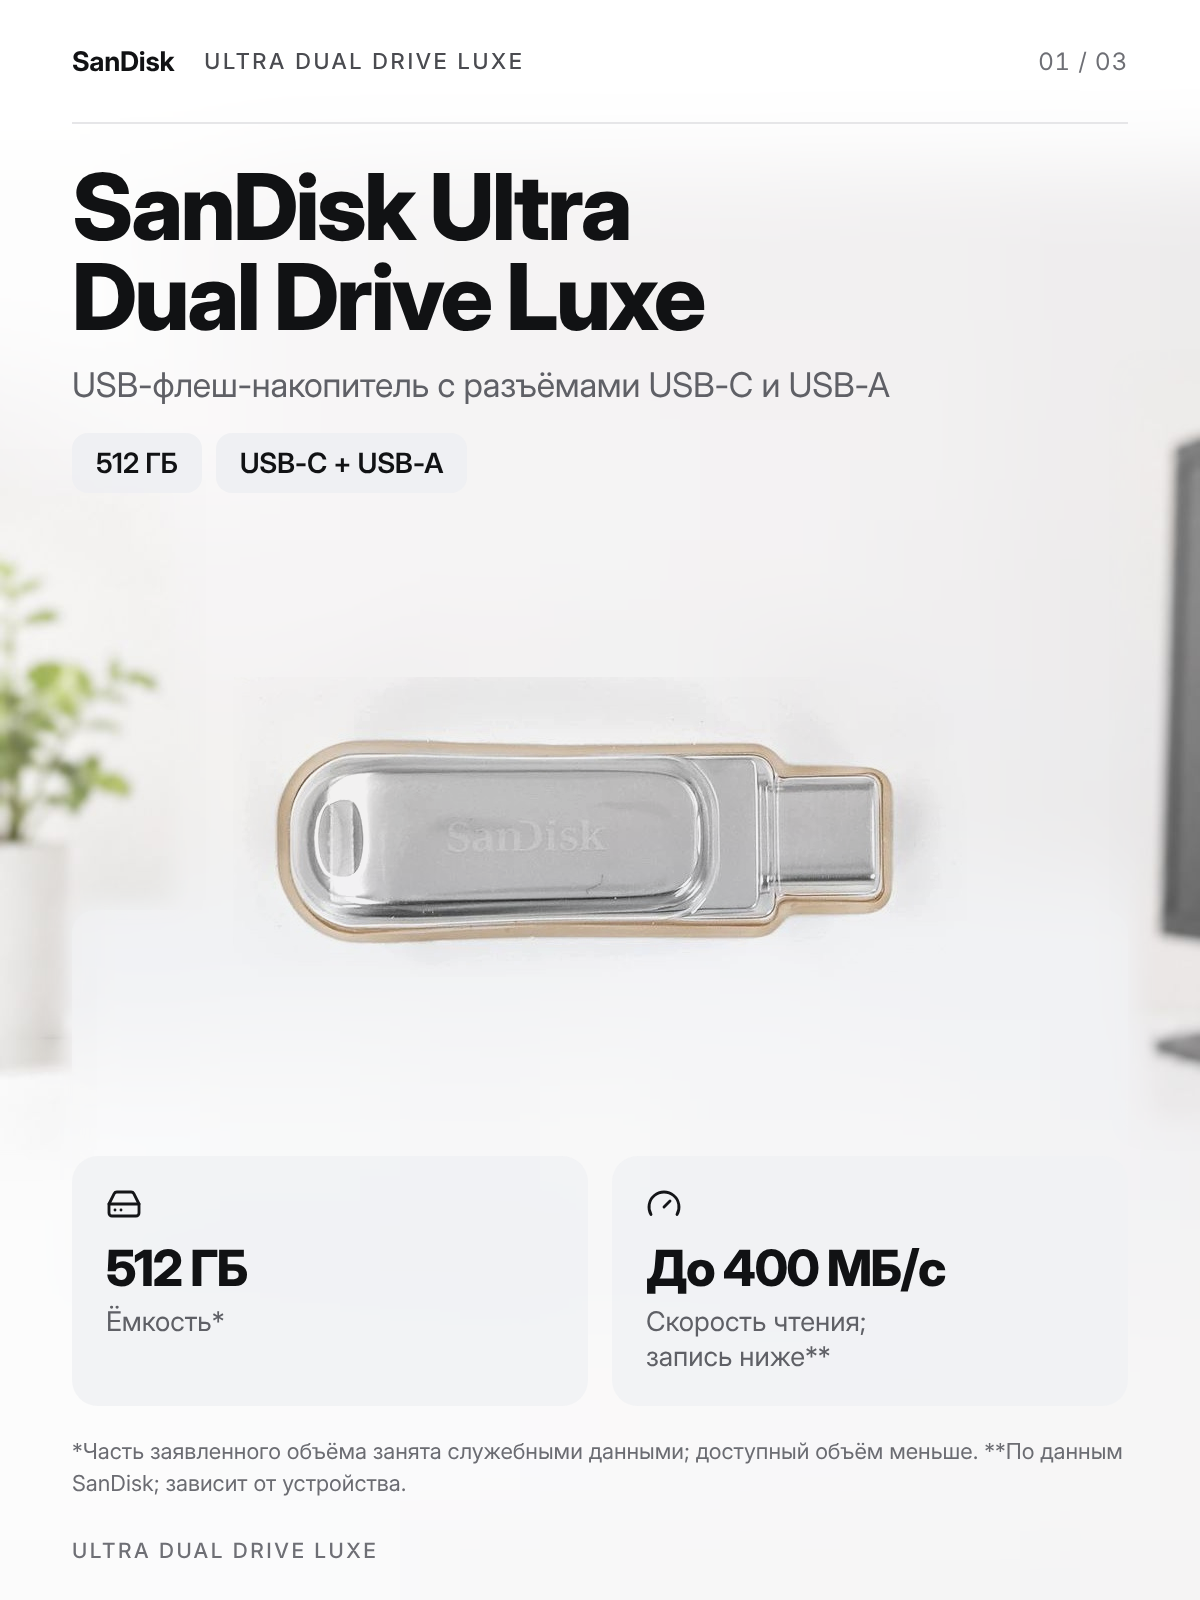 SanDisk ULTRA DUAL DRIVE LUXE 01 / 03
SanDisk Ultra
Dual Drive Luxe
USB-флеш-накопитель с разъёмами USB-C и USB-A
512 ГБ USB-C + USB-A
SanDisk
512 ГБ
Ёмкость*
До 400 МБ/с
Скорость чтения;
запись ниже**
*Часть заявленного объёма занята служебными данными; доступный объём меньше. **По данным
SanDisk; зависит от устройства.
ULTRA DUAL DRIVE LUXE